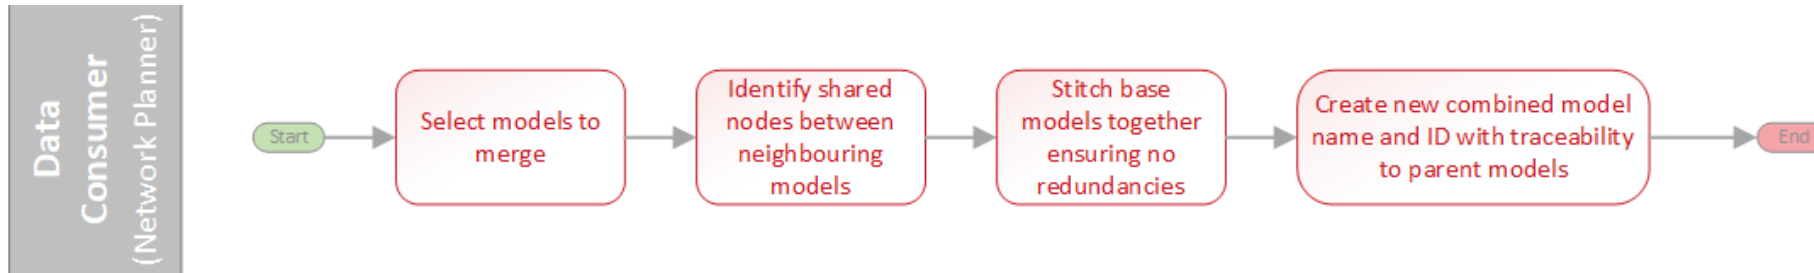 Data
Consumer
(Network Planner)
Start
Select models to
merge
Identify shared
nodes between
neighbouring
models
Stitch base
models together
ensuring no
redundancies
Create new combined model
name and ID with traceability
to parent models
End